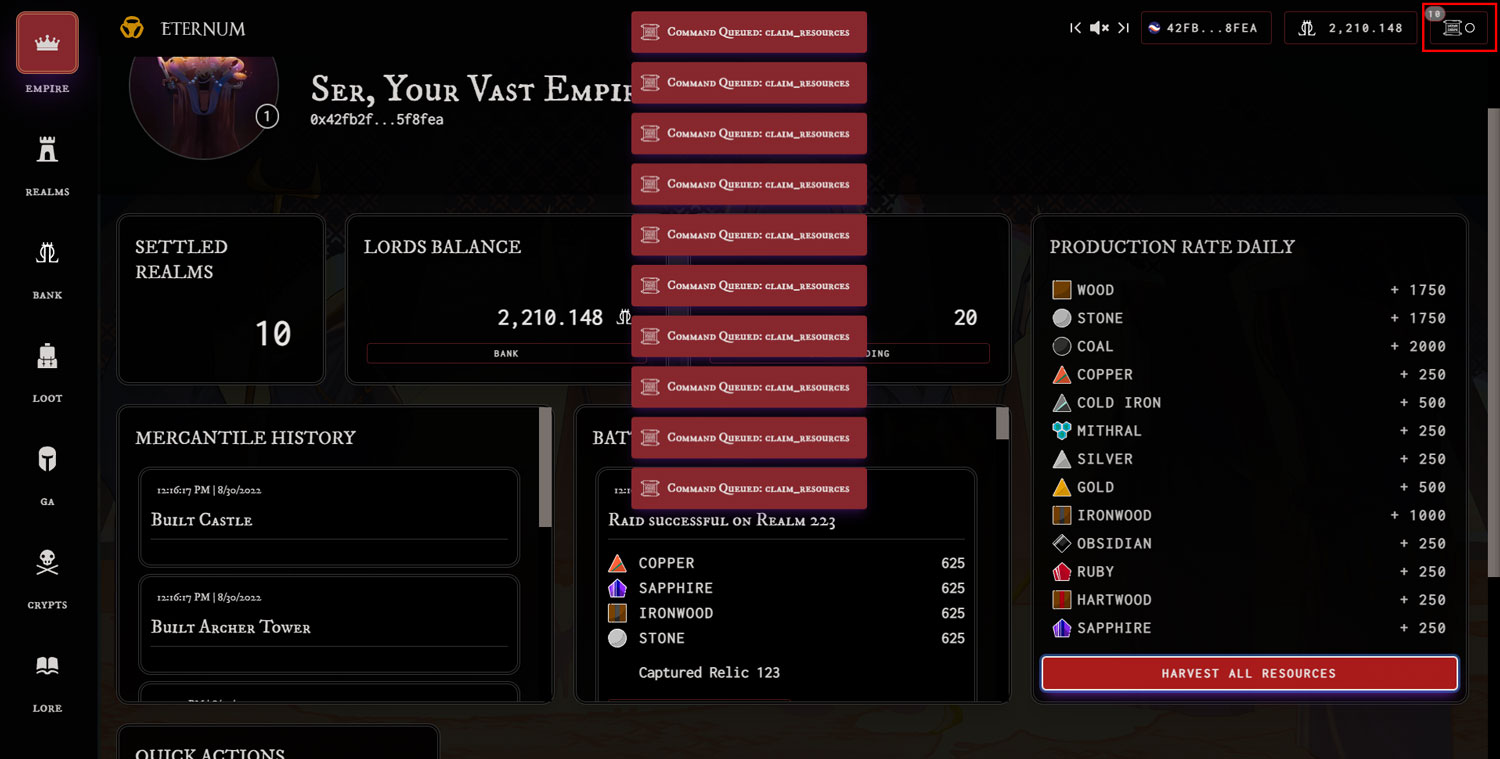 ETERNUM
42FB...8FEA
2,210.148
10
EMPIRE
REALMS
BANK
LOOT
GA
CRYPTS
LORE
Ser, Your Vast Empir
0x42fb2f...5f8fea
1
Command Queued: claim_resources
Command Queued: claim_resources
Command Queued: claim_resources
Command Queued: claim_resources
Command Queued: claim_resources
Command Queued: claim_resources
Command Queued: claim_resources
Command Queued: claim_resources
Command Queued: claim_resources
Command Queued: claim_resources
SETTLED
REALMS
10
LORDS BALANCE
2,210.148
BANK
20
DING
PRODUCTION RATE DAILY
WOOD + 1750
STONE + 1750
COAL + 2000
COPPER + 250
COLD IRON + 500
MITHRAL + 250
SILVER + 250
GOLD + 500
IRONWOOD + 1000
OBSIDIAN + 250
RUBY + 250
HARTWOOD + 250
SAPPHIRE + 250
HARVEST ALL RESOURCES
MERCANTILE HISTORY
12:16:17 PM | 8/30/2022
Built Castle
12:16:17 PM | 8/30/2022
Built Archer Tower
BAT
12:1
Raid successful on Realm 223
COPPER 625
SAPPHIRE 625
IRONWOOD 625
STONE 625
Captured Relic 123
QUICK ACTIONS